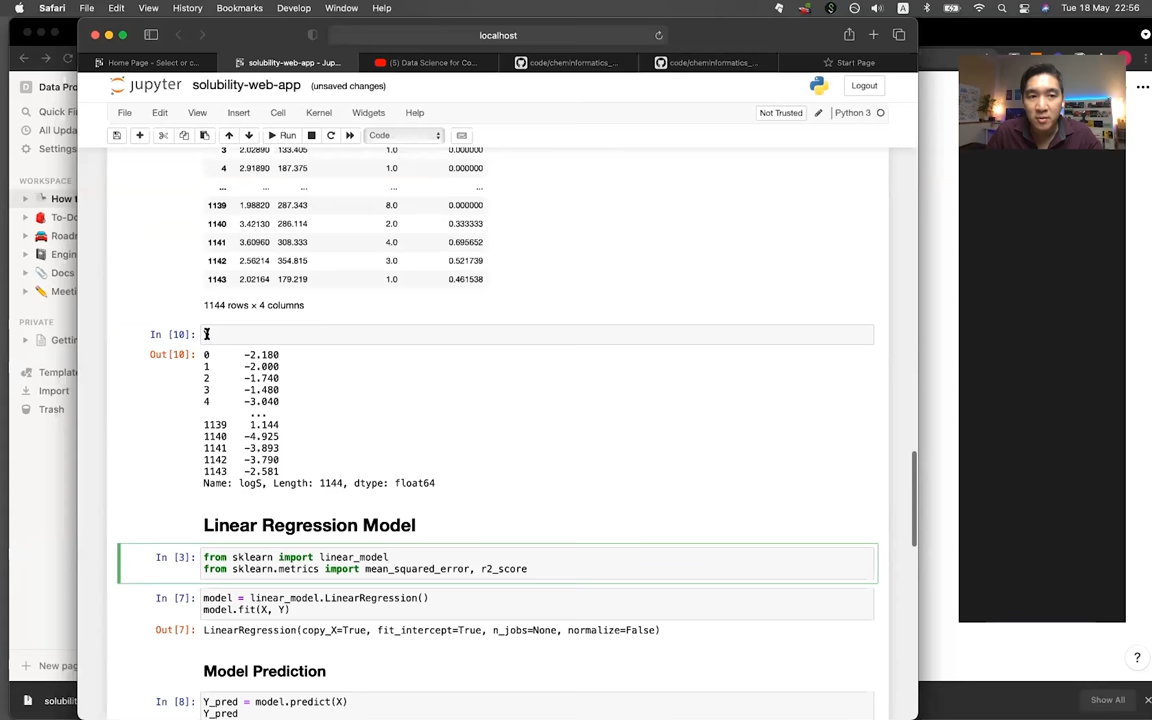 Safari File Edit View History Bookmarks Develop Window Help A Tue 18 May 22:56
localhost
Home Page - Select or c... solubility-web-app - Jup... (5) Data Science for Co... code/cheminformatics_... code/cheminformatics_... Start Page
D Data Pro
jupyter solubility-web-app (unsaved changes) Logout
Quick Fin
File Edit View Insert Cell Kernel Widgets Help Not Trusted Python 3
All Upda
Run Code
Settings
3 2.02890 133.405 1.0 0.000000
4 2.91890 187.375 1.0 0.000000
... ... ... ... ...
1139 1.98820 287.343 8.0 0.000000
1140 3.42130 286.114 2.0 0.333333
1141 3.60960 308.333 4.0 0.695652
1142 2.56214 354.815 3.0 0.521739
1143 2.02164 179.219 1.0 0.461538
1144 rows × 4 columns
WORKSPACE
How t
To-Do
Roadm
Engin
Docs
Meeti
PRIVATE
Gettin
Templat
Import
Trash
In [10]:
Out[10]: 0 -2.180
1 -2.000
2 -1.740
3 -1.480
4 -3.040
...
1139 1.144
1140 -4.925
1141 -3.893
1142 -3.790
1143 -2.581
Name: logS, Length: 1144, dtype: float64
Linear Regression Model
In [3]: from sklearn import linear_model
from sklearn.metrics import mean_squared_error, r2_score
In [7]: model = linear_model.LinearRegression()
model.fit(X, Y)
Out[7]: LinearRegression(copy_X=True, fit_intercept=True, n_jobs=None, normalize=False)
Model Prediction
In [8]: Y_pred = model.predict(X)
Y_pred
+ New pag
?
solubility
Show All